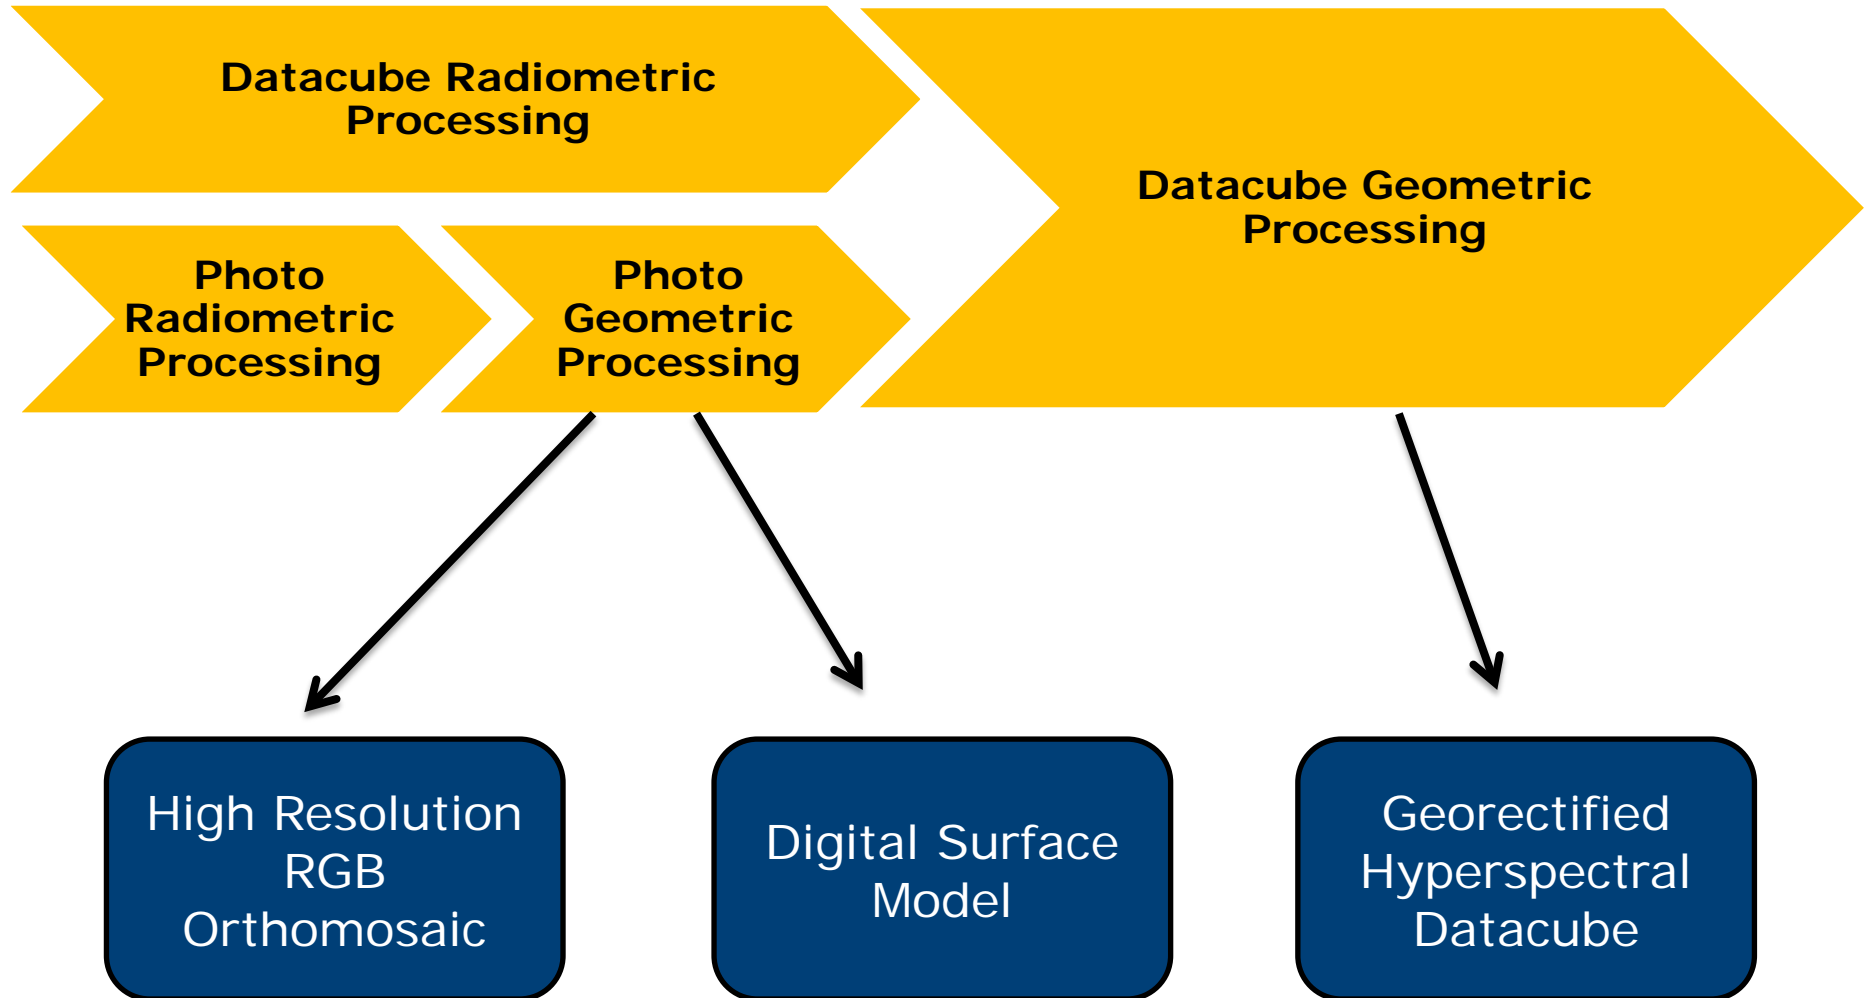 Datacube Radiometric
Processing
Datacube Geometric
Processing
Photo
Radiometric
Processing
Photo
Geometric
Processing
High Resolution
RGB
Orthomosaic
Digital Surface
Model
Georectified
Hyperspectral
Datacube